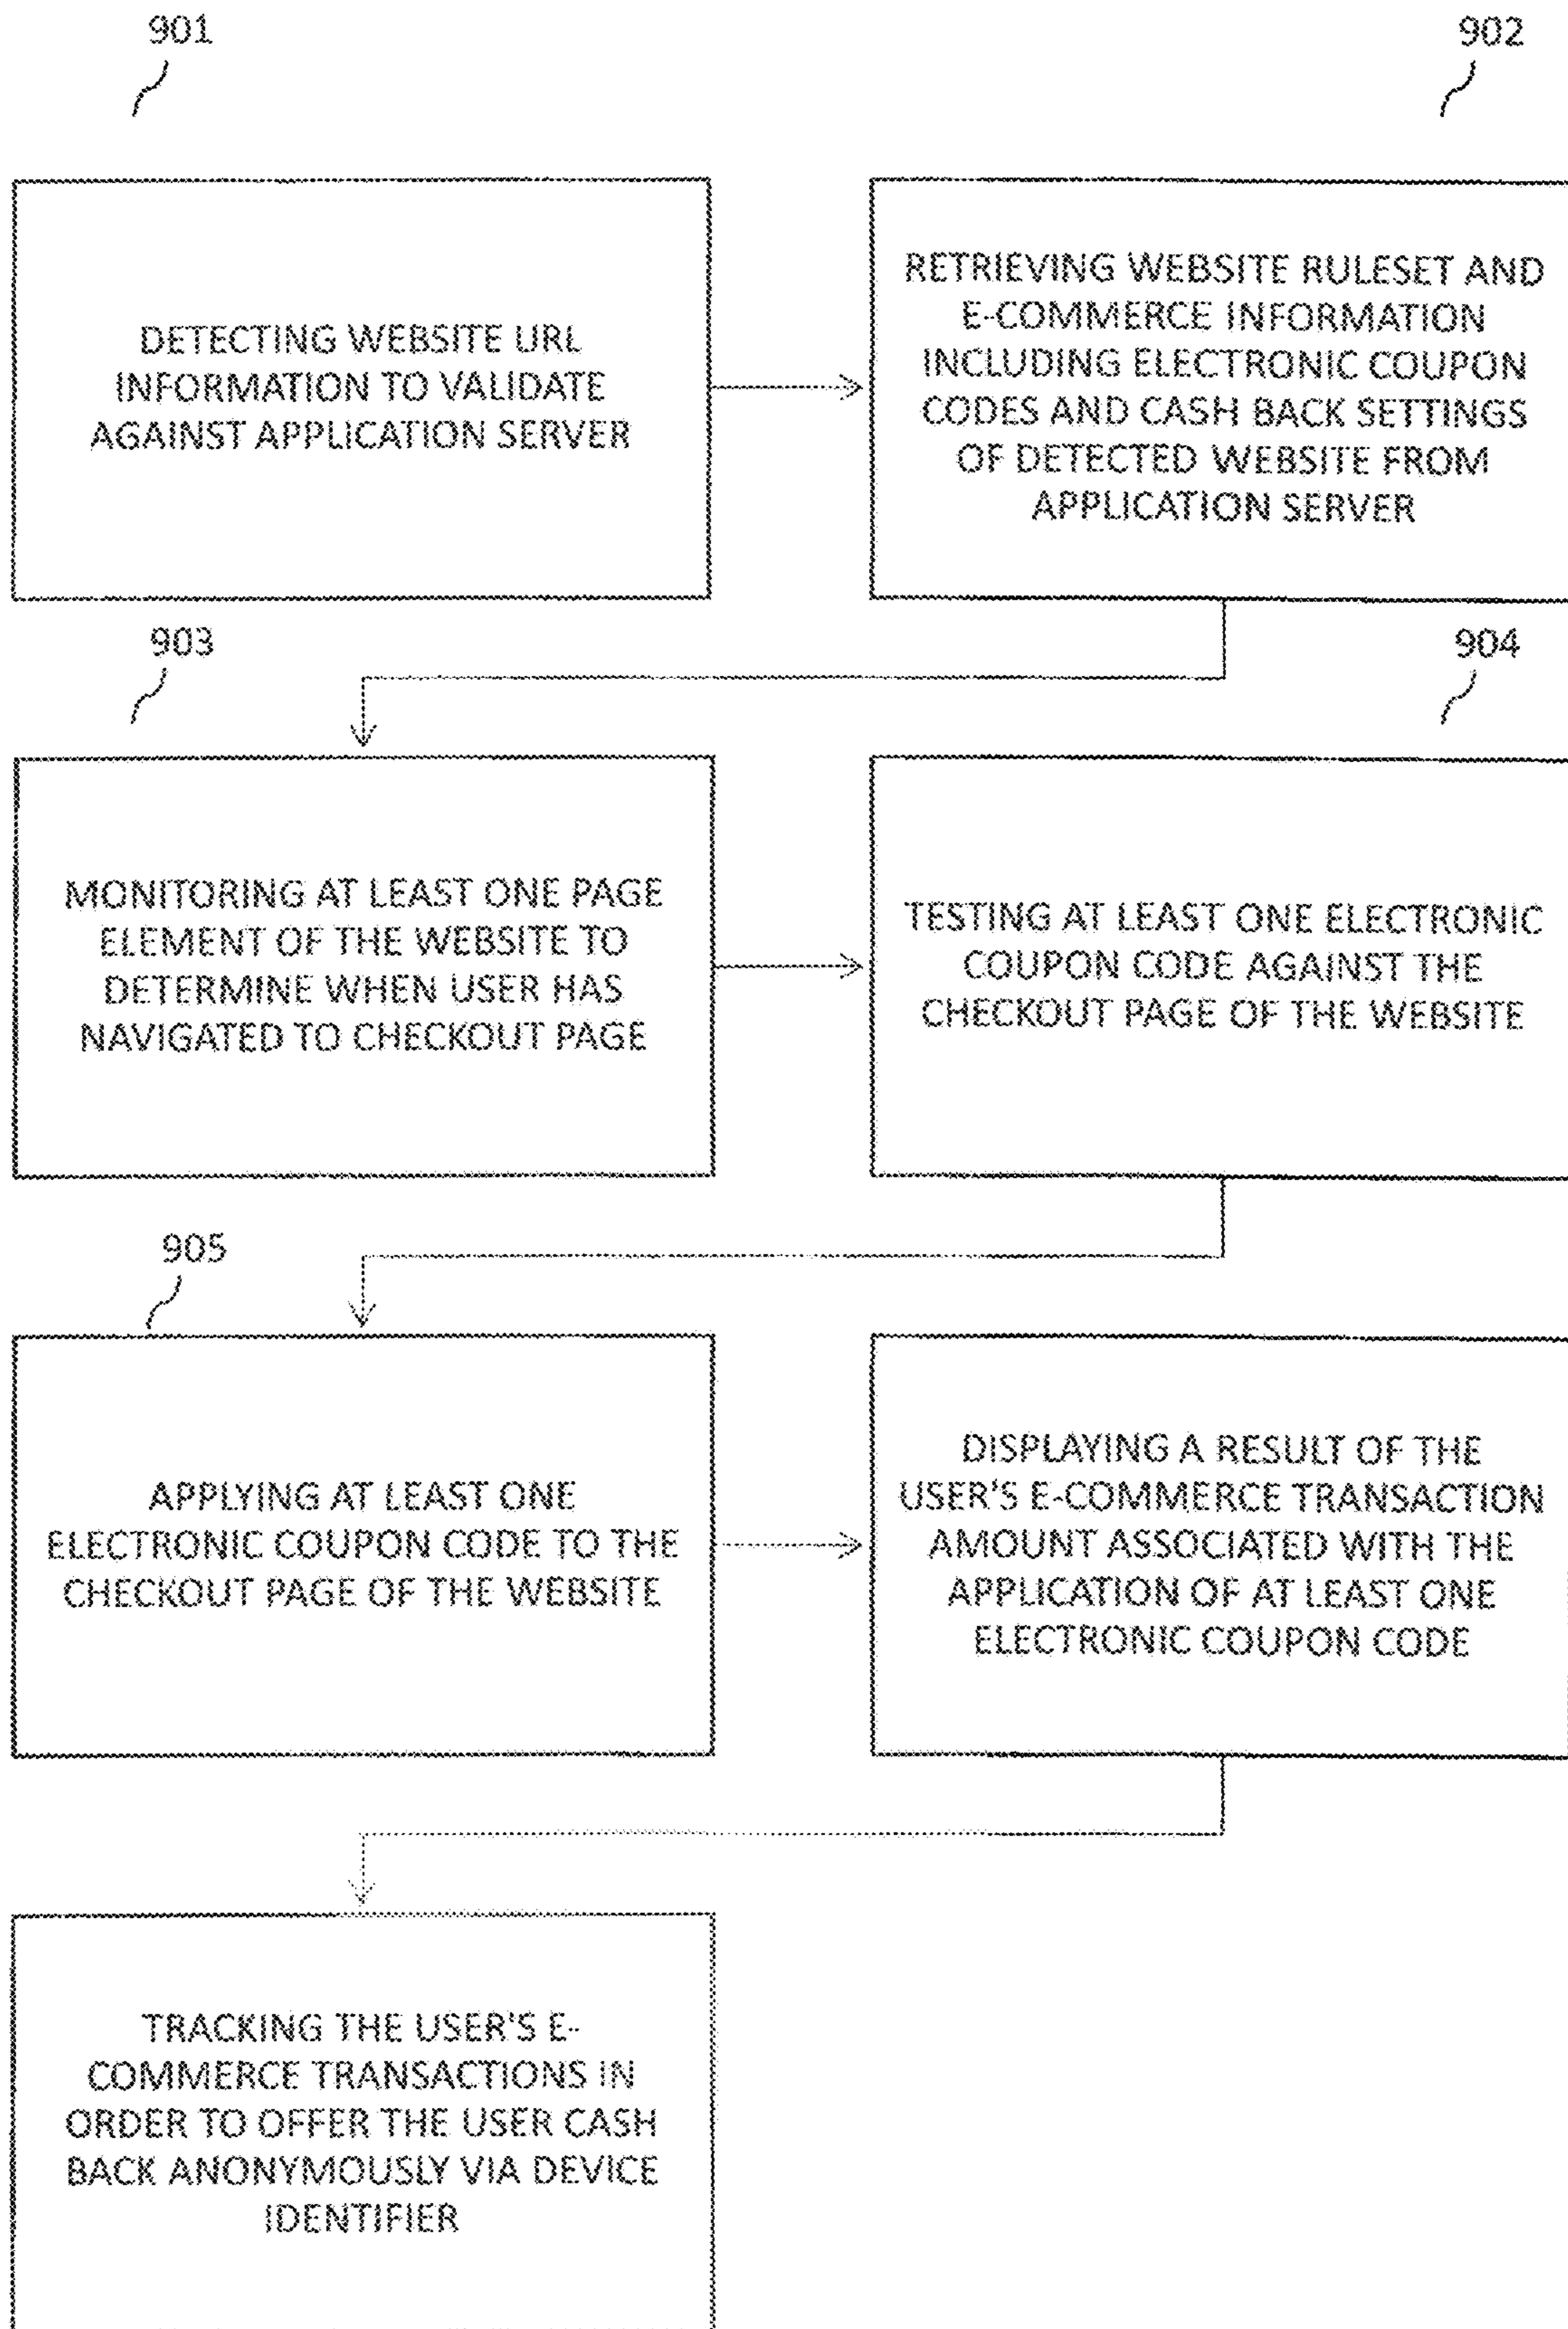 901
902
DETECTING WEBSITE URL
INFORMATION TO VALIDATE
AGAINST APPLICATION SERVER
RETRIEVING WEBSITE RULESET AND
E-COMMERCE INFORMATION
INCLUDING ELECTRONIC COUPON
CODES AND CASH BACK SETTINGS
OF DETECTED WEBSITE FROM
APPLICATION SERVER
903
904
MONITORING AT LEAST ONE PAGE
ELEMENT OF THE WEBSITE TO
DETERMINE WHEN USER HAS
NAVIGATED TO CHECKOUT PAGE
TESTING AT LEAST ONE ELECTRONIC
COUPON CODE AGAINST THE
CHECKOUT PAGE OF THE WEBSITE
905
APPLYING AT LEAST ONE
ELECTRONIC COUPON CODE TO THE
CHECKOUT PAGE OF THE WEBSITE
DISPLAYING A RESULT OF THE
USER'S E-COMMERCE TRANSACTION
AMOUNT ASSOCIATED WITH THE
APPLICATION OF AT LEAST ONE
ELECTRONIC COUPON CODE
TRACKING THE USER'S E-
COMMERCE TRANSACTIONS IN
ORDER TO OFFER THE USER CASH
BACK ANONYMOUSLY VIA DEVICE
IDENTIFIER